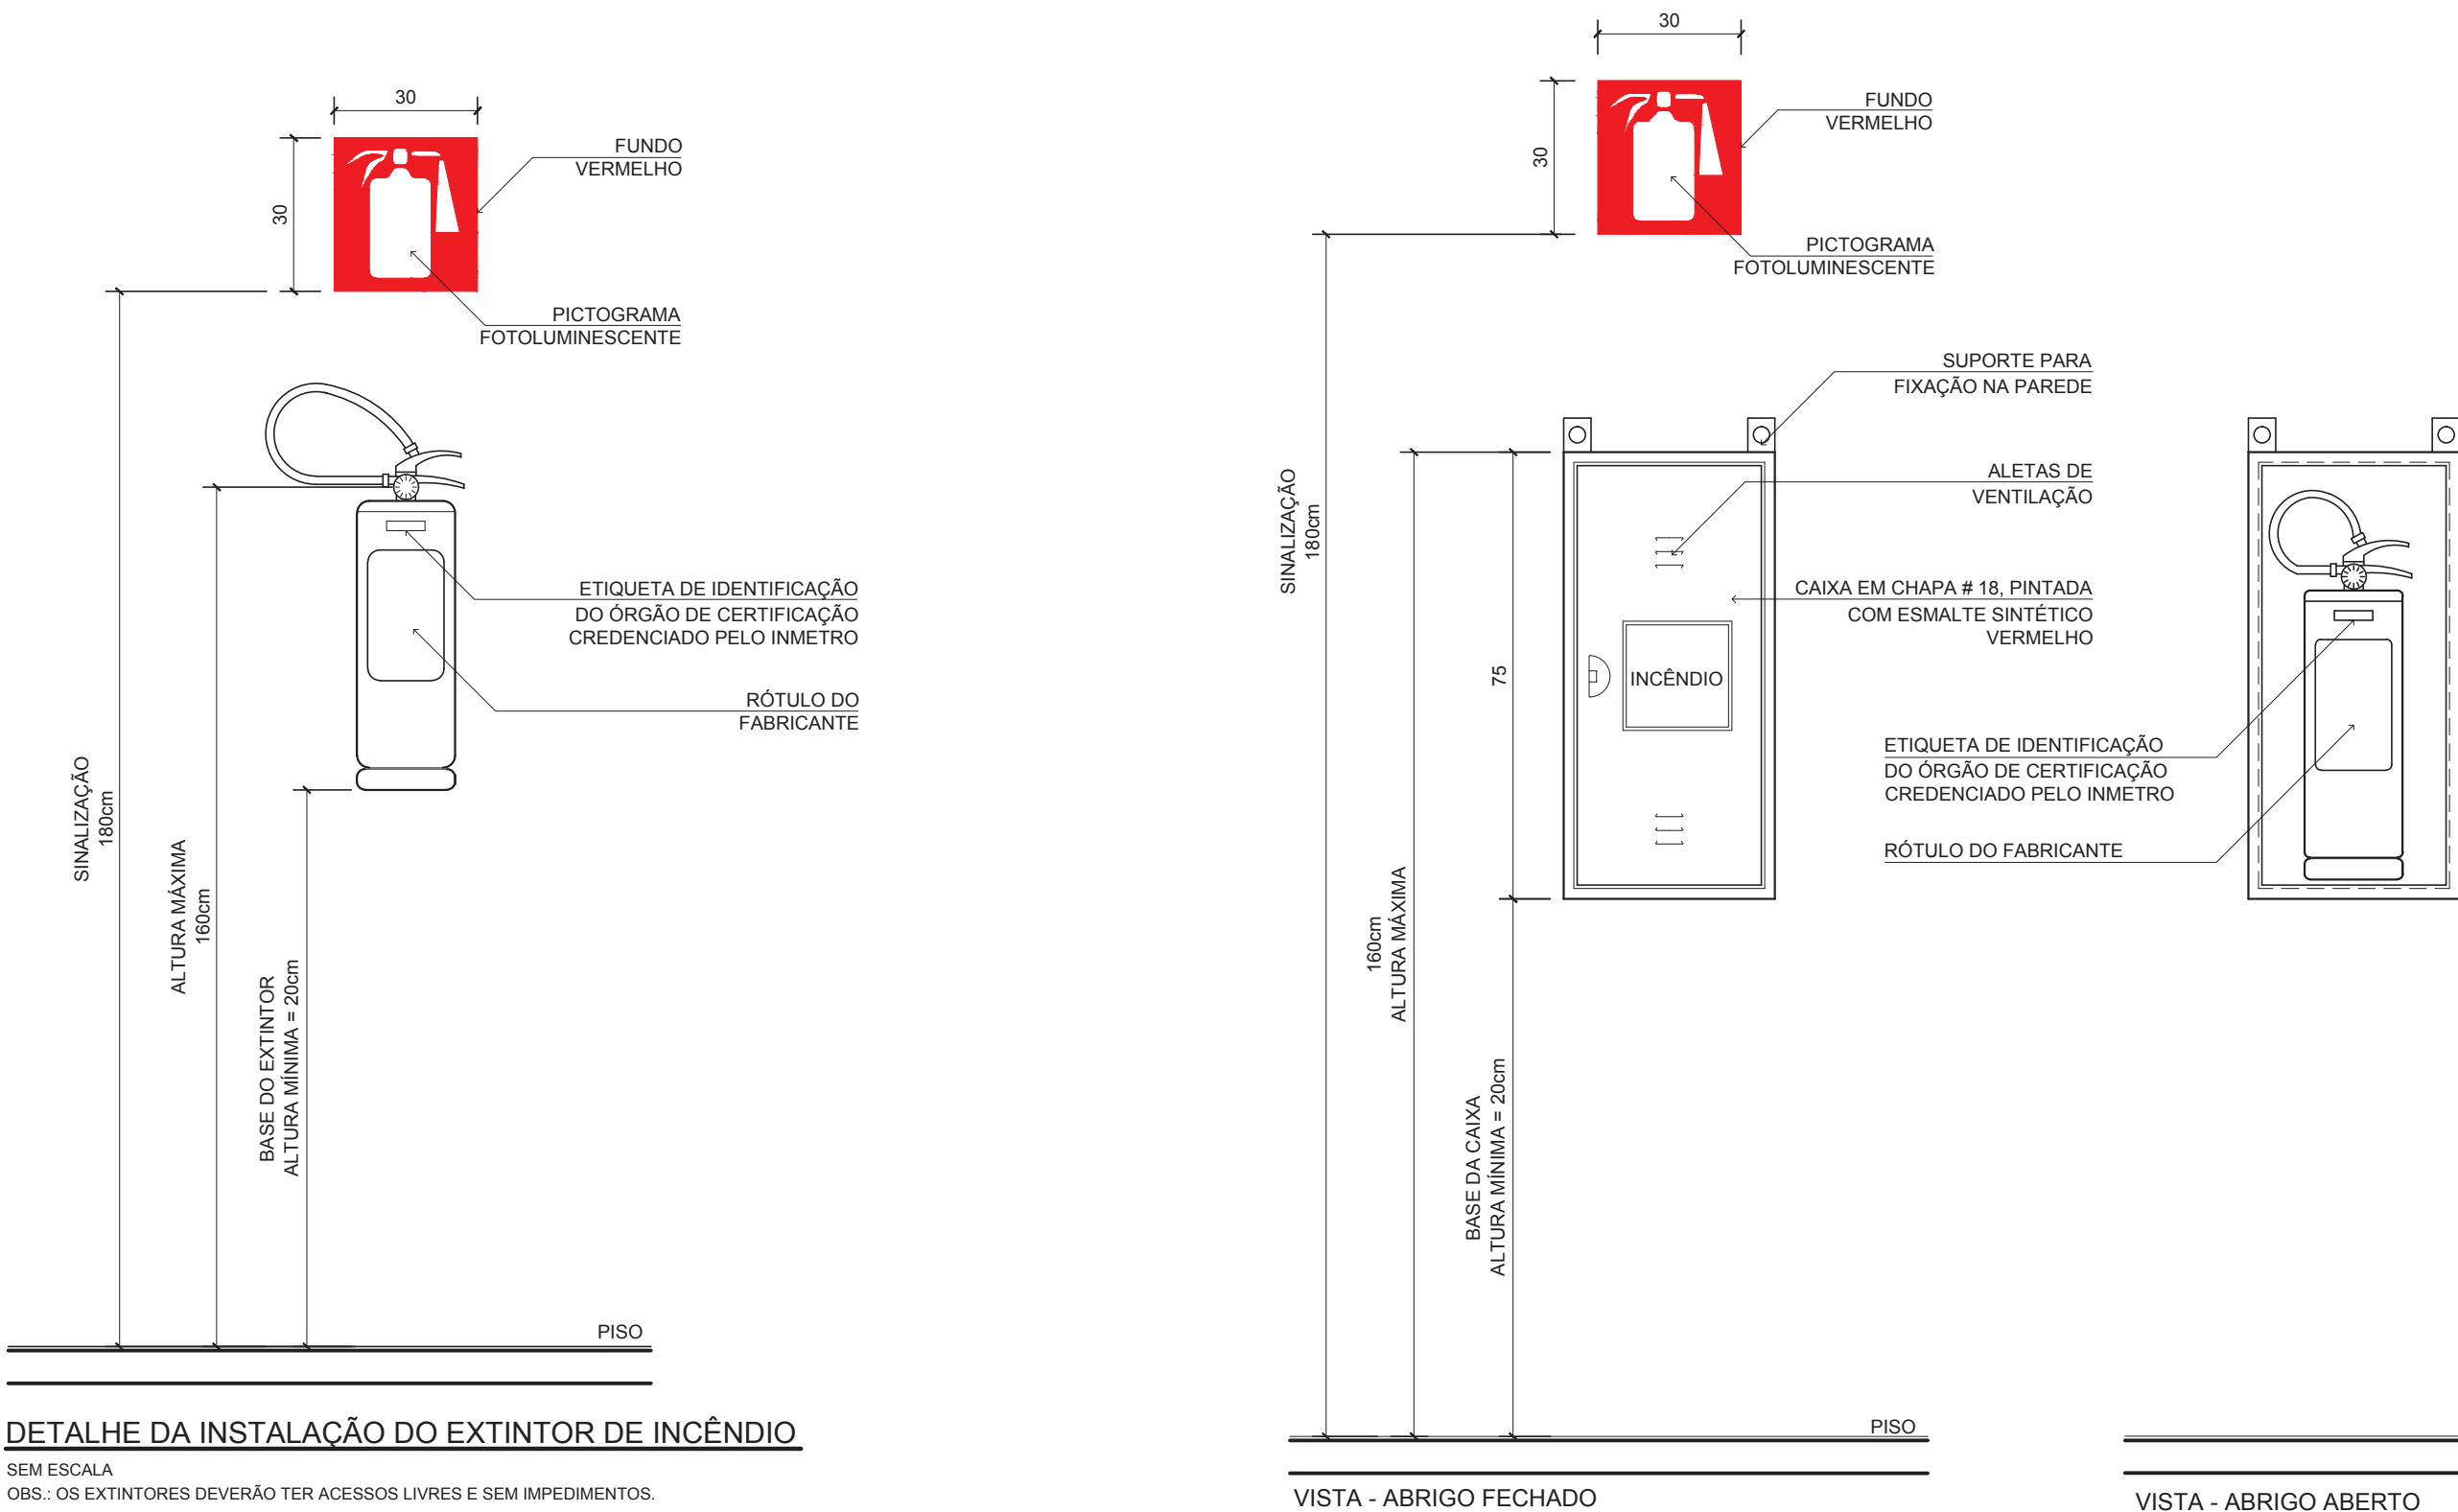 30
30
FUNDO
VERMELHO
PICTOGRAMA
FOTOLUMINESCENTE
ETIQUETA DE IDENTIFICAÇÃO
DO ÓRGÃO DE CERTIFICAÇÃO
CREDENCIADO PELO INMETRO
RÓTULO DO
FABRICANTE
SINALIZAÇÃO
180cm
ALTURA MÁXIMA
160cm
BASE DO EXTINTOR
ALTURA MÍNIMA = 20cm
PISO
DETALHE DA INSTALAÇÃO DO EXTINTOR DE INCÊNDIO
SEM ESCALA
OBS.: OS EXTINTORES DEVERÃO TER ACESSOS LIVRES E SEM IMPEDIMENTOS.
30
30
FUNDO
VERMELHO
PICTOGRAMA
FOTOLUMINESCENTE
SUPORTE PARA
FIXAÇÃO NA PAREDE
ALETAS DE
VENTILAÇÃO
CAIXA EM CHAPA # 18, PINTADA
COM ESMALTE SINTÉTICO
VERMELHO
INCÊNDIO
75
SINALIZAÇÃO
180cm
160cm
ALTURA MÁXIMA
BASE DA CAIXA
ALTURA MÍNIMA = 20cm
PISO
VISTA - ABRIGO FECHADO
ETIQUETA DE IDENTIFICAÇÃO
DO ÓRGÃO DE CERTIFICAÇÃO
CREDENCIADO PELO INMETRO
RÓTULO DO FABRICANTE
VISTA - ABRIGO ABERTO